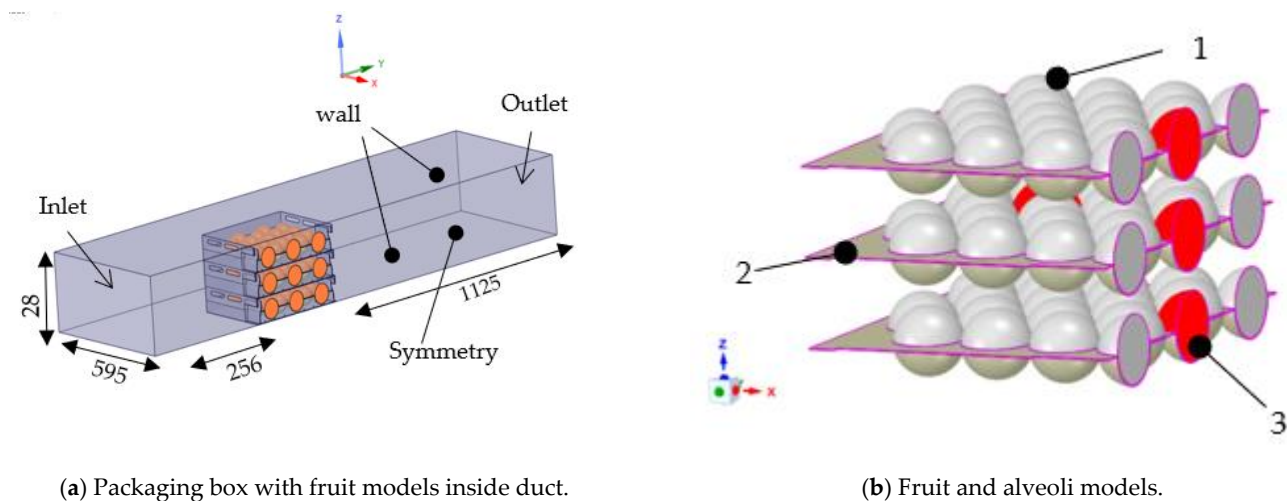 z
Y
X
wall
Outlet
Inlet
28
595
256
Symmetry
1125
(a) Packaging box with fruit models inside duct.
1
2
z
x
3
(b) Fruit and alveoli models.